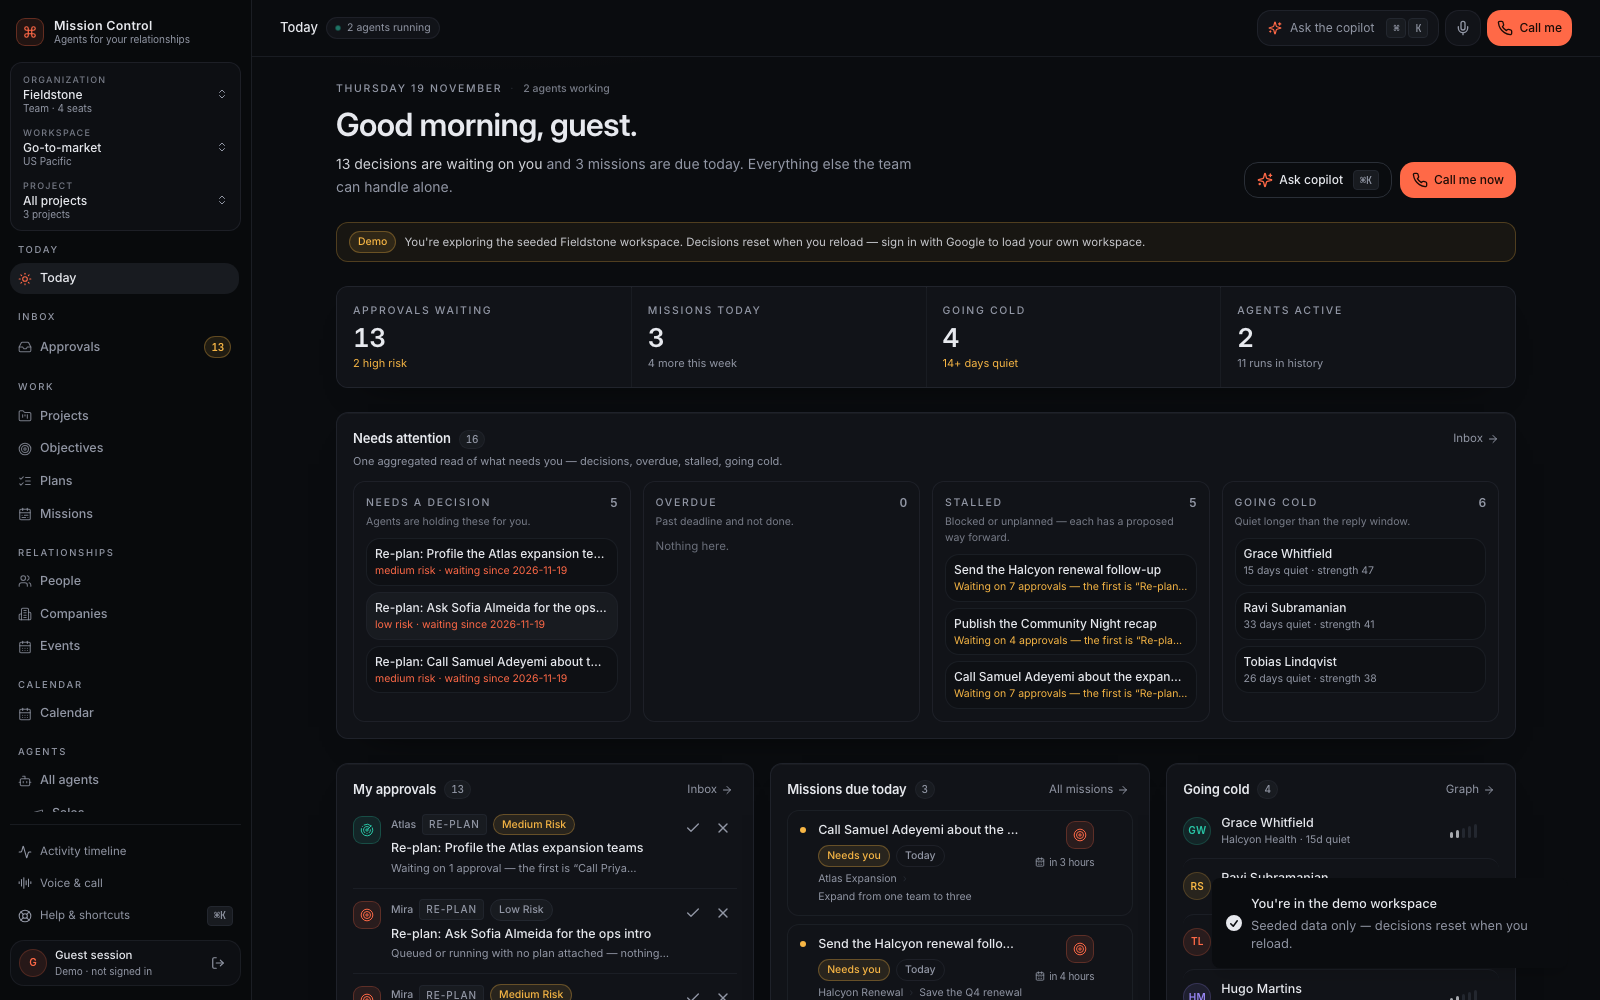 Mission Control
Agents for your relationships
ORGANIZATION
Fieldstone
Team · 4 seats
WORKSPACE
Go-to-market
US Pacific
PROJECT
All projects
3 projects
TODAY
Today
INBOX
Approvals 13
WORK
Projects
Objectives
Plans
Missions
RELATIONSHIPS
People
Companies
Events
CALENDAR
Calendar
AGENTS
All agents
Activity timeline
Voice & call
Help & shortcuts ⌘K
G
Guest session
Demo · not signed in
Today 2 agents running
Ask the copilot ⌘ K
Call me
THURSDAY 19 NOVEMBER · 2 agents working
Good morning, guest.
13 decisions are waiting on you and 3 missions are due today. Everything else the team
can handle alone.
Ask copilot ⌘K
Call me now
Demo You're exploring the seeded Fieldstone workspace. Decisions reset when you reload — sign in with Google to load your own workspace.
APPROVALS WAITING
13
2 high risk
MISSIONS TODAY
3
4 more this week
GOING COLD
4
14+ days quiet
AGENTS ACTIVE
2
11 runs in history
Needs attention 16
Inbox →
One aggregated read of what needs you — decisions, overdue, stalled, going cold.
NEEDS A DECISION 5
Agents are holding these for you.
Re-plan: Profile the Atlas expansion te...
medium risk · waiting since 2026-11-19
Re-plan: Ask Sofia Almeida for the ops...
low risk · waiting since 2026-11-19
Re-plan: Call Samuel Adeyemi about t...
medium risk · waiting since 2026-11-19
OVERDUE 0
Past deadline and not done.
Nothing here.
STALLED 5
Blocked or unplanned — each has a proposed
way forward.
Send the Halcyon renewal follow-up
Waiting on 7 approvals — the first is “Re-plan...
Publish the Community Night recap
Waiting on 4 approvals — the first is “Re-pla...
Call Samuel Adeyemi about the expan...
Waiting on 7 approvals — the first is “Re-plan...
GOING COLD 6
Quiet longer than the reply window.
Grace Whitfield
15 days quiet · strength 47
Ravi Subramanian
33 days quiet · strength 41
Tobias Lindqvist
26 days quiet · strength 38
My approvals 13
Inbox →
Atlas RE-PLAN Medium Risk
Re-plan: Profile the Atlas expansion teams
Waiting on 1 approval — the first is “Call Priya...
Mira RE-PLAN Low Risk
Re-plan: Ask Sofia Almeida for the ops intro
Queued or running with no plan attached — nothing...
Mira RE-PLAN Medium Risk
Missions due today 3
All missions →
Call Samuel Adeyemi about the ...
Needs you Today
in 3 hours
Atlas Expansion
Expand from one team to three
Send the Halcyon renewal follo...
Needs you Today
in 4 hours
Halcyon Renewal Save the Q4 renewal
Going cold 4
Graph →
GW
Grace Whitfield
Halcyon Health · 15d quiet
RS
Ravi Subramanian
TL
HM
Hugo Martins
You're in the demo workspace
Seeded data only — decisions reset when you
reload.